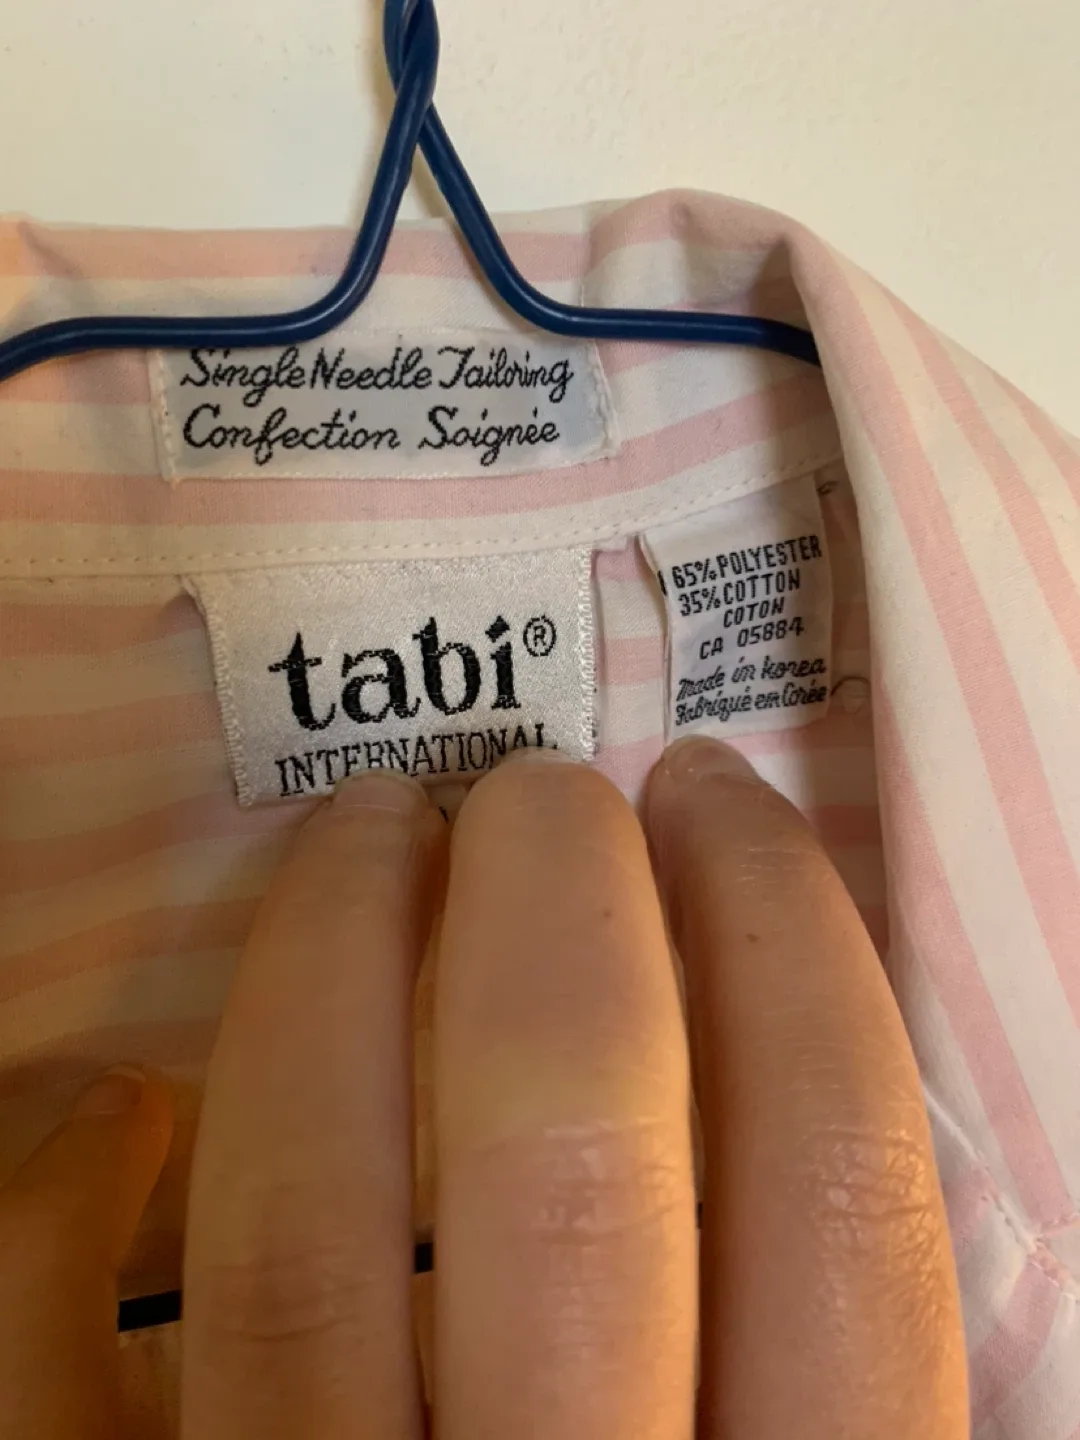 Single Needle Tailoring
Confection Soignée
tabi®
INTERNATIONAL
65% POLYESTER
35% COTTON
COTON
CA 05884
Made in Korea
Fabriqué en Corée